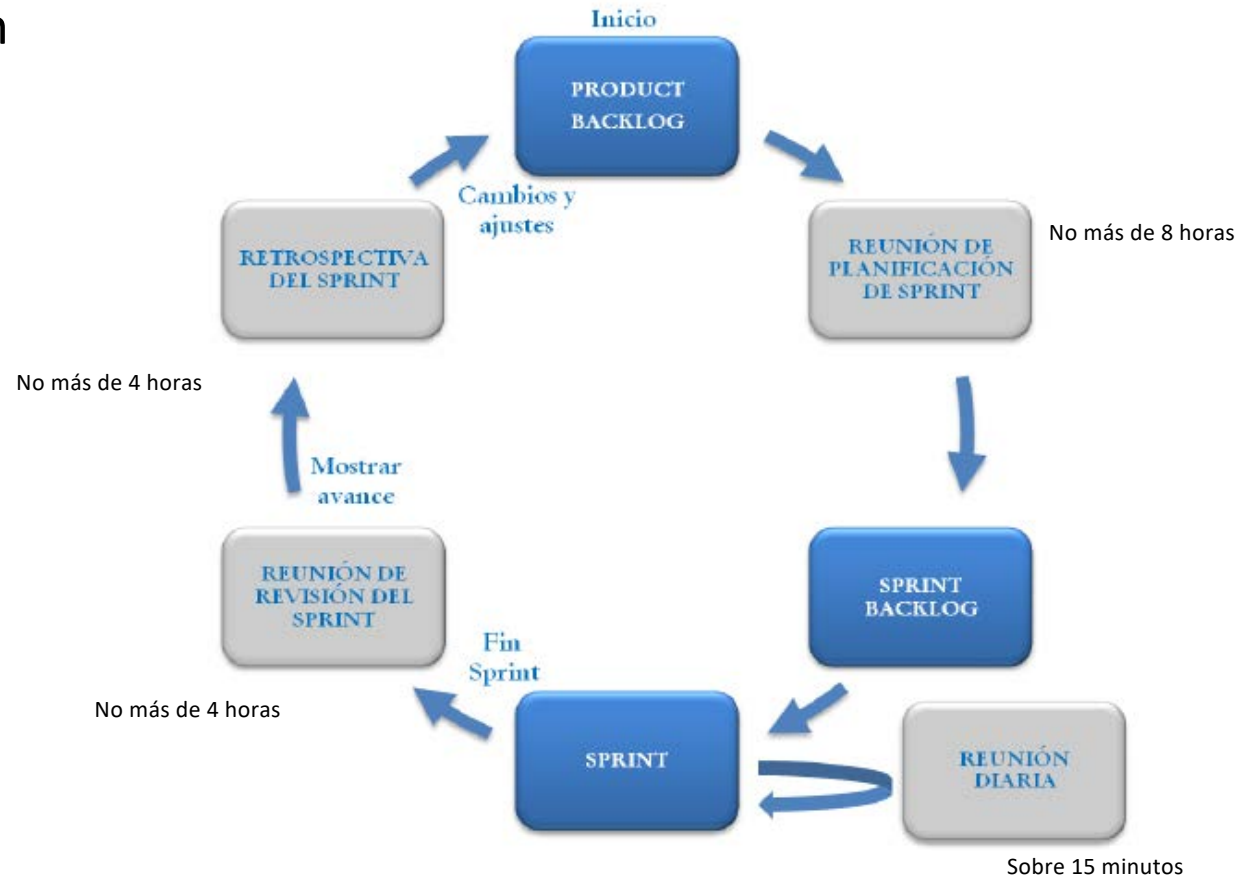 n
Inicio
PRODUCT
BACKLOG
Cambios y
ajustes
REUNIÓN DE
PLANIFICACIÓN
DE SPRINT
No más de 8 horas
SPRINT
BACKLOG
SPRINT
REUNIÓN
DIARIA
Sobre 15 minutos
Fin
Sprint
REUNIÓN DE
REVISIÓN DEL
SPRINT
No más de 4 horas
Mostrar
avance
RETROSPECTIVA
DEL SPRINT
No más de 4 horas